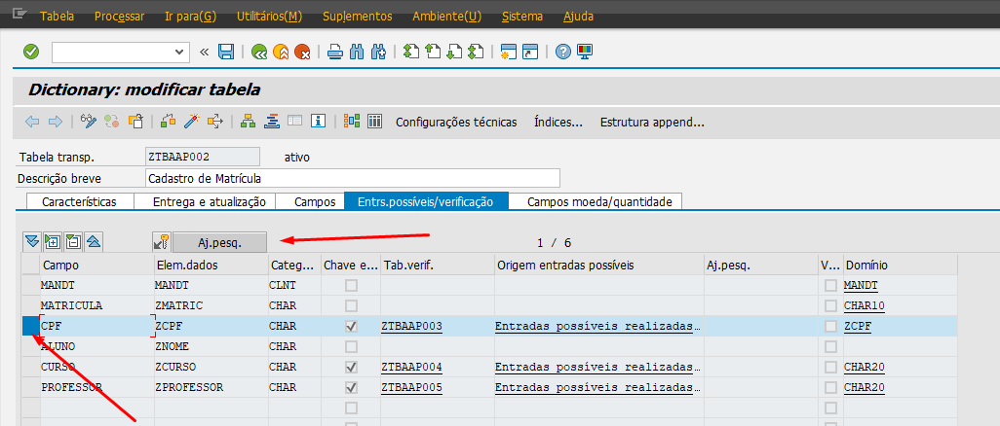 Tabela Processar Ir para(G) Utilitários(M) Suplementos Ambiente(U) Sistema Ajuda
Dictionary: modificar tabela
Configurações técnicas Índices... Estrutura append...
Tabela transp. ZTBAAP002 ativo
Descrição breve Cadastro de Matrícula
Características Entrega e atualização Campos Entrs.possíveis/verificação Campos moeda/quantidade
Aj.pesq. 1 / 6
Campo Elem.dados Categ... Chave e... Tab.verif. Origem entradas possíveis Aj.pesq. V... Domínio
MANDT MANDT CLNT MANDT
MATRICULA ZMATRIC CHAR CHAR10
CPF ZCPF CHAR ZTBAAP003 Entradas possíveis realizadas... ZCPF
ALUNO ZNOME CHAR
CURSO ZCURSO CHAR ZTBAAP004 Entradas possíveis realizadas... CHAR20
PROFESSOR ZPROFESSOR CHAR ZTBAAP005 Entradas possíveis realizadas... CHAR20